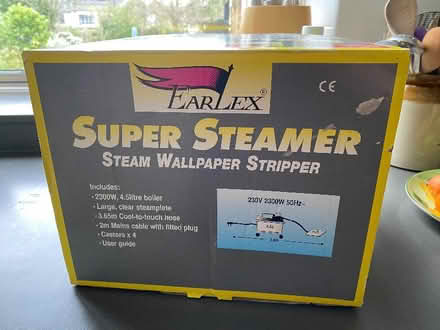 EARLEX®
CE
SUPER STEAMER
STEAM WALLPAPER STRIPPER
Includes:
- 2300W, 4.5litre boiler
- Large, clear steamplate
- 3.65m Cool-to-touch hose
- 2m Mains cable with fitted plug
- Castors x 4
- User guide
230V 2300W 50Hz~